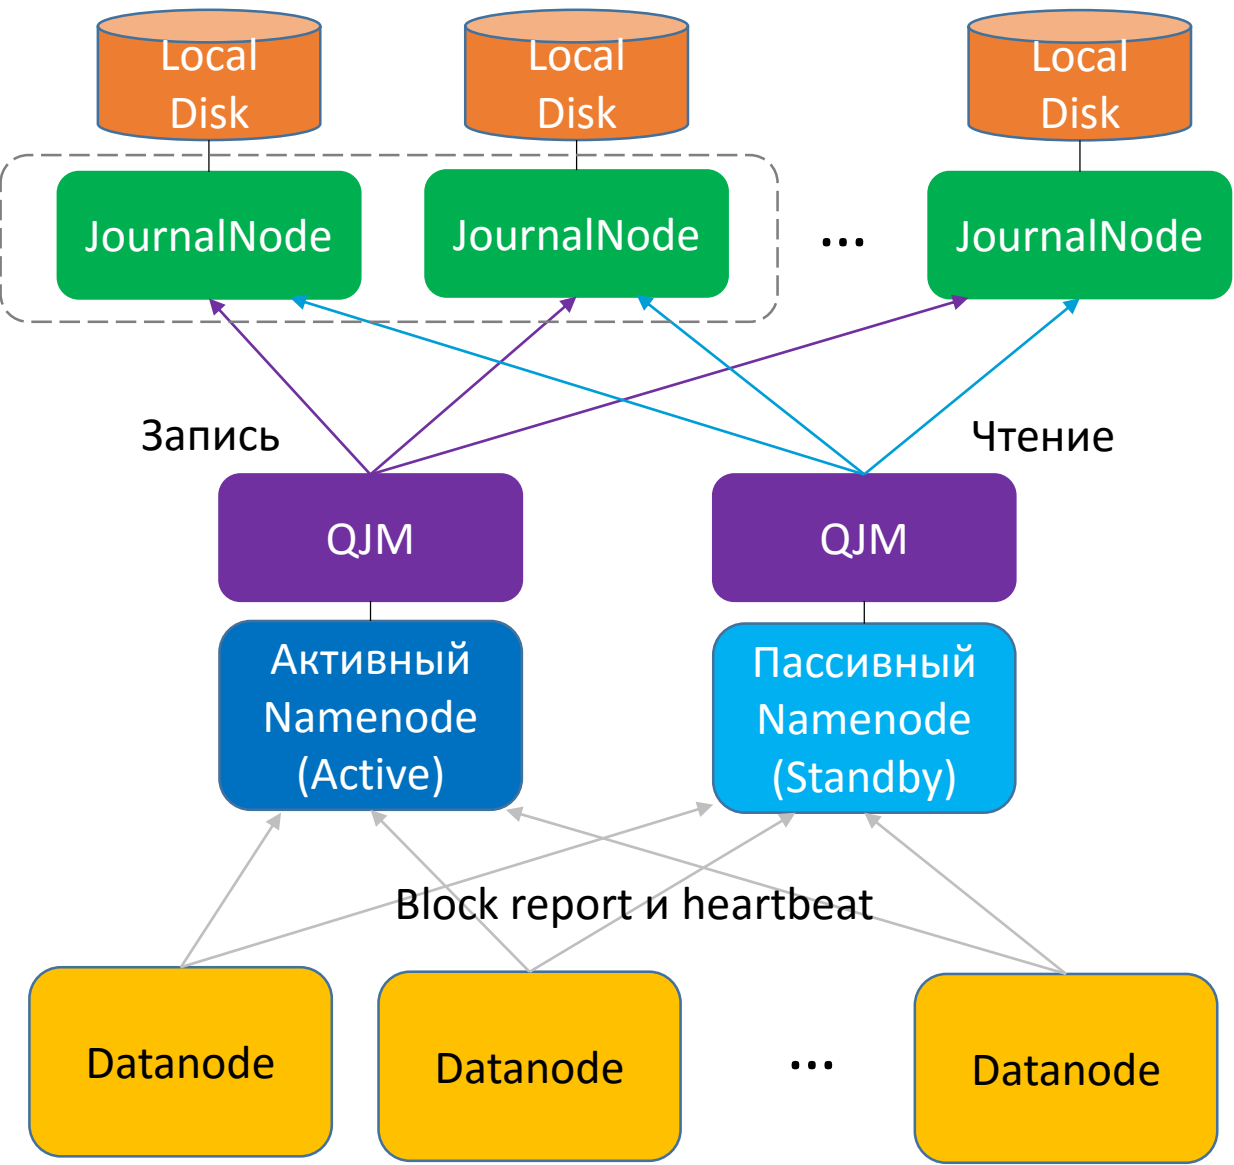 Local
Disk
Local
Disk
Local
Disk
JournalNode
JournalNode
...
JournalNode
Запись
Чтение
QJM
QJM
Активный
Namenode
(Active)
Пассивный
Namenode
(Standby)
Block report и heartbeat
Datanode
Datanode
...
Datanode